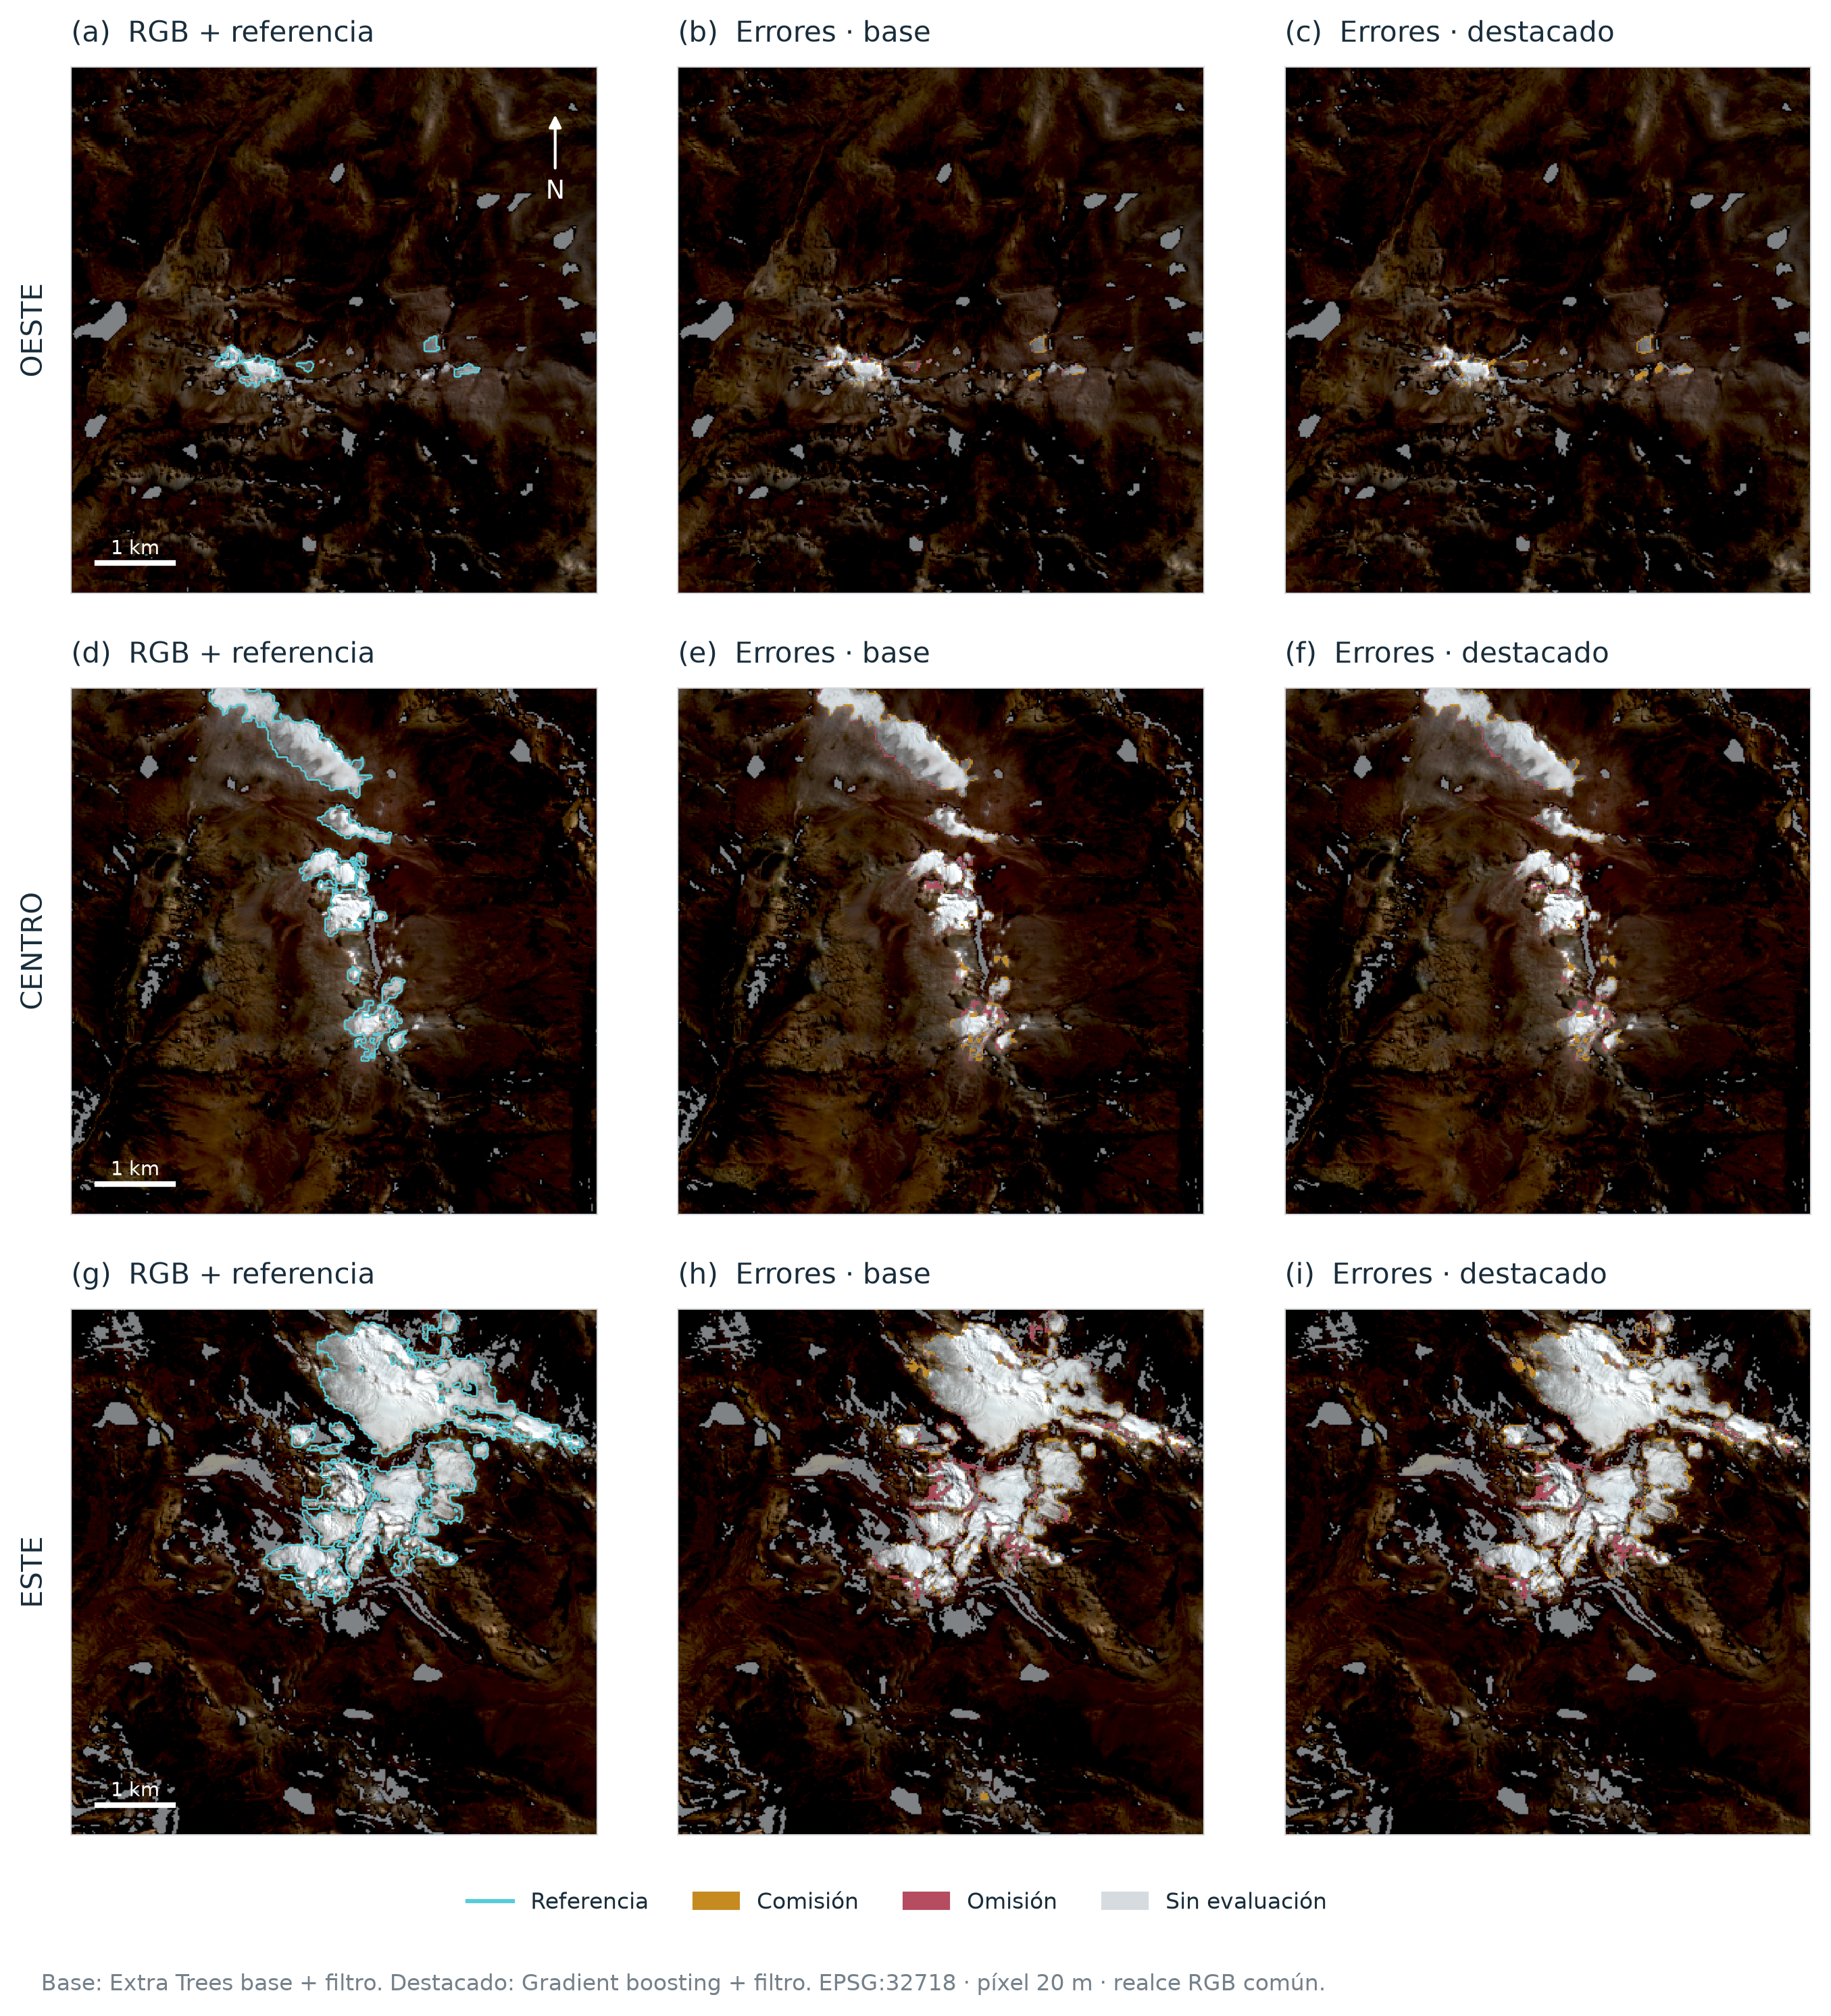 (a) RGB + referencia
(b) Errores · base
(c) Errores · destacado
OESTE
N
1 km
(d) RGB + referencia
(e) Errores · base
(f) Errores · destacado
CENTRO
1 km
(g) RGB + referencia
(h) Errores · base
(i) Errores · destacado
ESTE
1 km
Referencia
Comisión
Omisión
Sin evaluación
Base: Extra Trees base + filtro. Destacado: Gradient boosting + filtro. EPSG:32718 · píxel 20 m · realce RGB común.